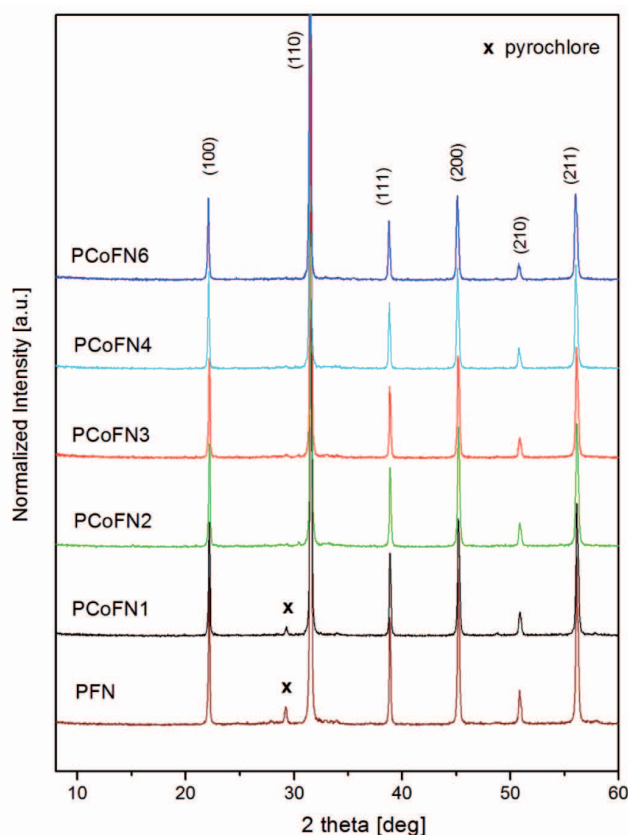 x pyrochlore
(100)
(110)
(111)
(200)
(210)
(211)
PCoFN6
PCoFN4
PCoFN3
PCoFN2
PCoFN1
x
PFN
x
Normalized Intensity [a.u.]
10 20 30 40 50 60
2 theta [deg]